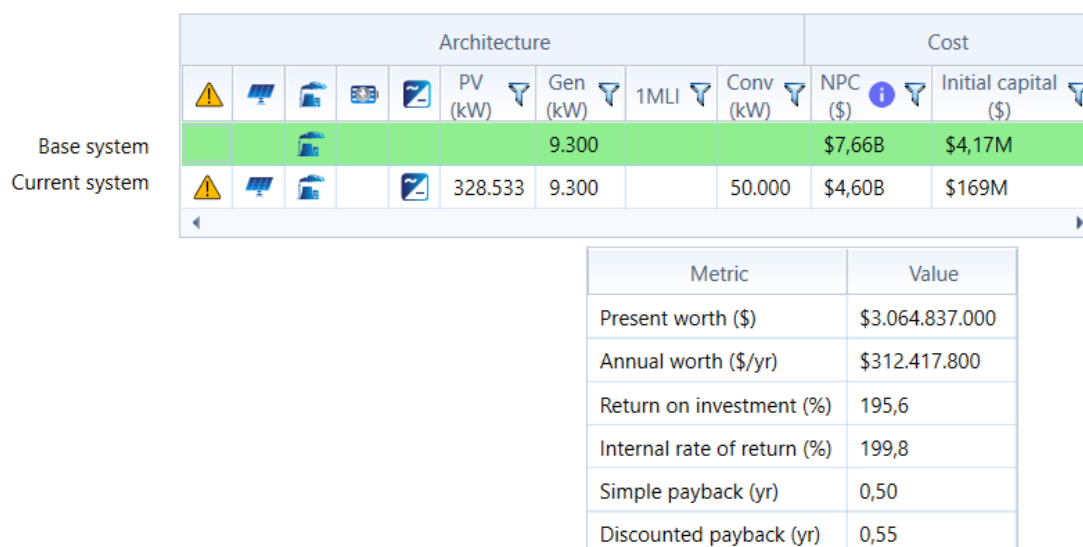 Architecture Cost
PV (kW) Gen (kW) 1MLI Conv (kW) NPC ($) Initial capital ($)
Base system 9.300 $7,66B $4,17M
Current system 328.533 9.300 50.000 $4,60B $169M
Metric Value
Present worth ($) $3.064.837.000
Annual worth ($/yr) $312.417.800
Return on investment (%) 195,6
Internal rate of return (%) 199,8
Simple payback (yr) 0,50
Discounted payback (yr) 0,55